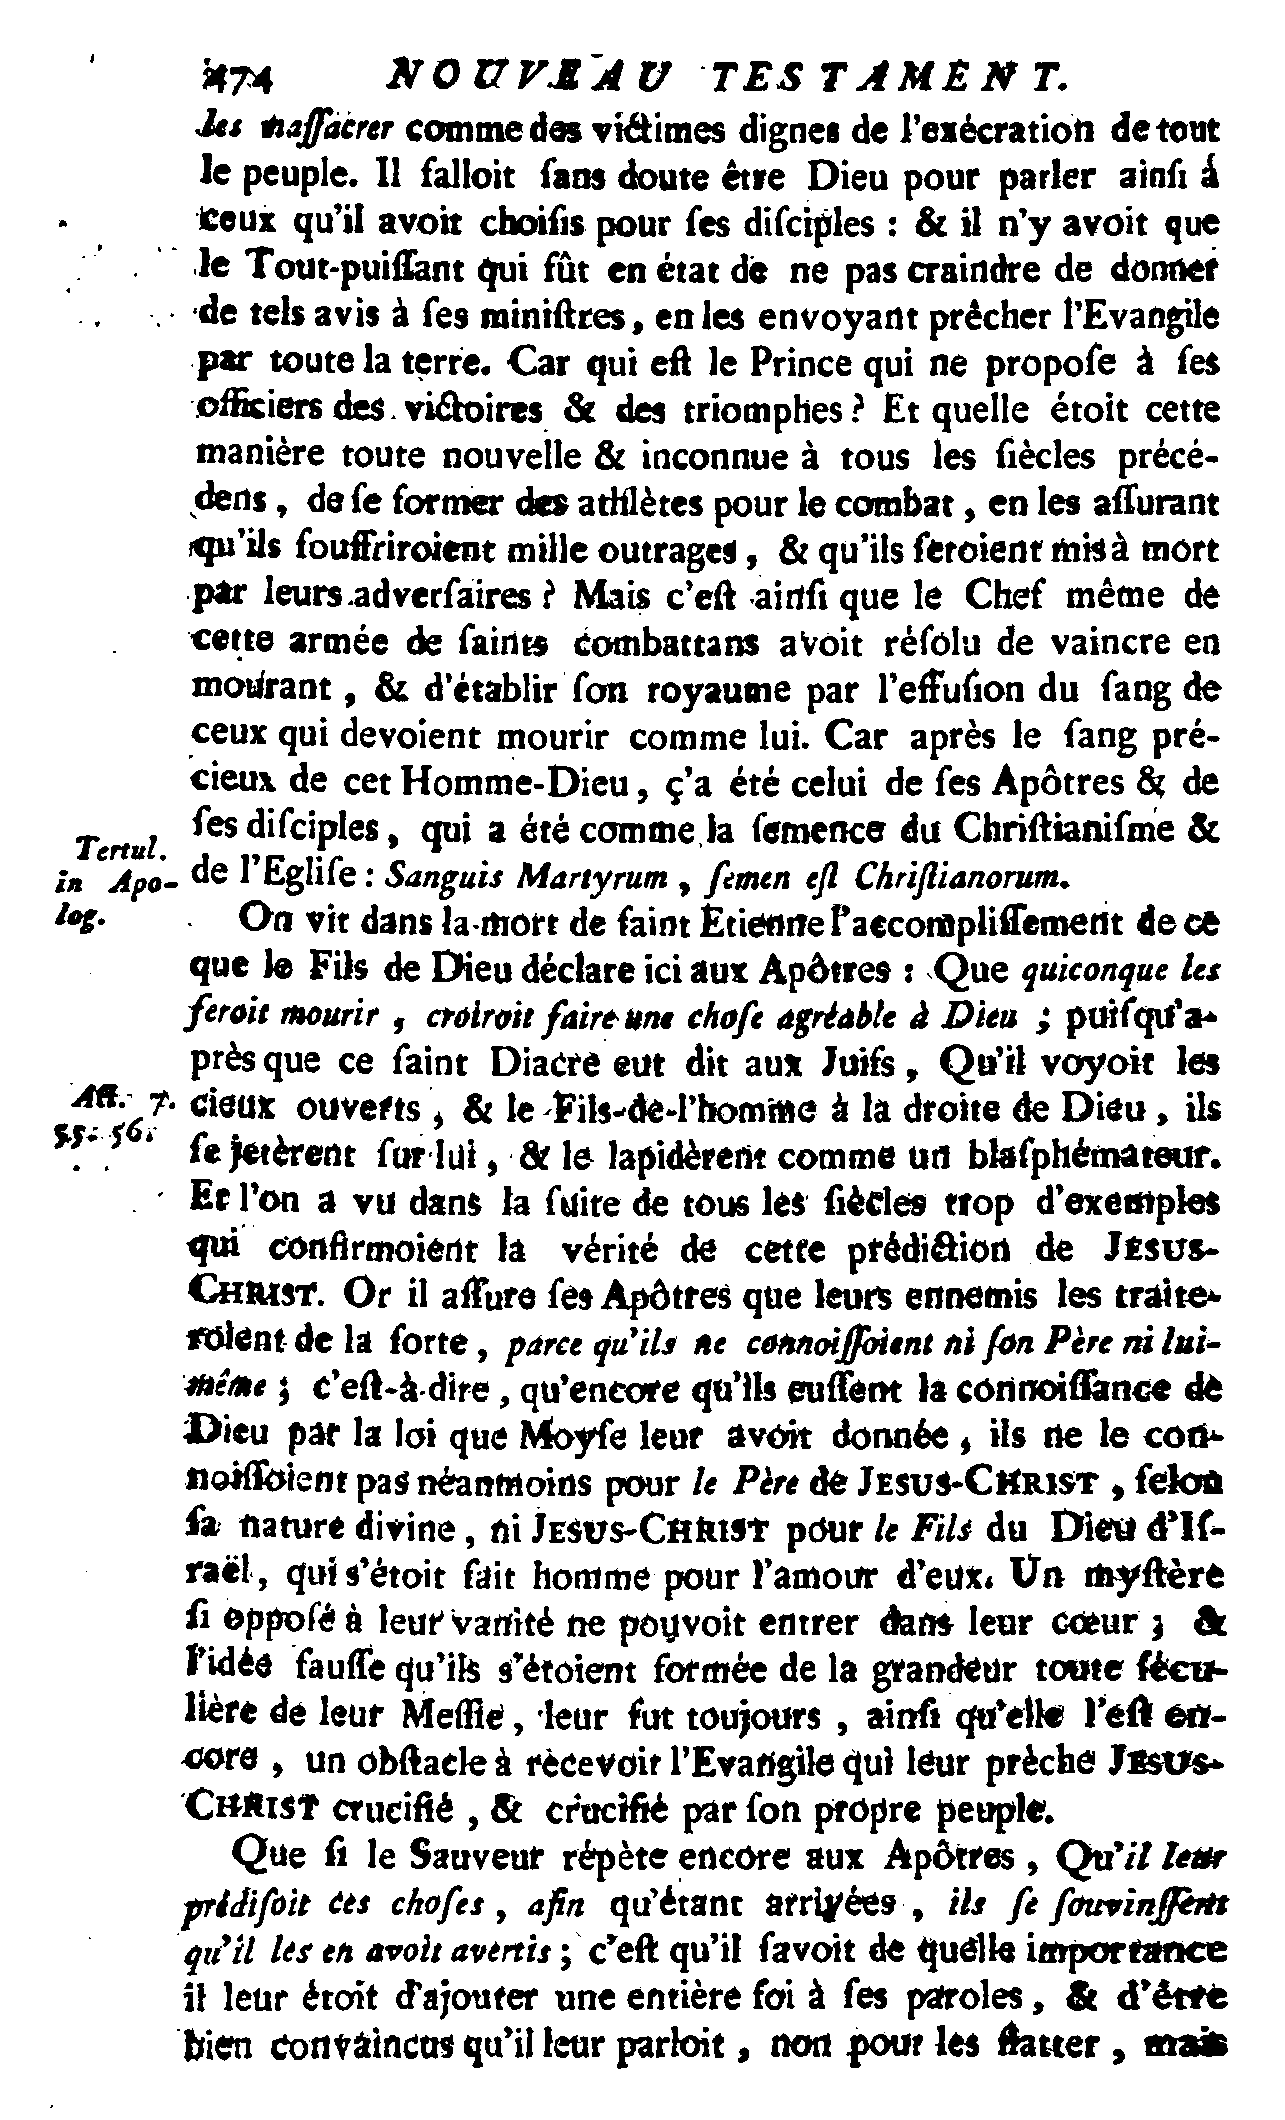 474 NOUVEAU TESTAMENT.
les maſſacrer comme des victimes dignes de l'exécration de tout
le peuple. Il falloit ſans doute être Dieu pour parler ainſi à
ceux qu'il avoit choiſis pour ſes diſciples : & il n'y avoit que
le Tout-puiſſant qui fût en état de ne pas craindre de donner
de tels avis à ſes miniſtres, en les envoyant prêcher l'Evangile
par toute la terre. Car qui eſt le Prince qui ne propoſe à ſes
officiers des victoires & des triomphes ? Et quelle étoit cette
manière toute nouvelle & inconnue à tous les ſiècles précé-
dens, de ſe former des athlètes pour le combat, en les aſſurant
qu'ils ſouffriroient mille outrages, & qu'ils ſeroient mis à mort
par leurs adverſaires ? Mais c'eſt ainſi que le Chef même de
cette armée de ſaints combattans avoit réſolu de vaincre en
mourant, & d'établir ſon royaume par l'effuſion du ſang de
ceux qui devoient mourir comme lui. Car après le ſang pré-
cieux de cet Homme-Dieu, ç'a été celui de ſes Apôtres & de
ſes diſciples, qui a été comme la ſemence du Chriſtianiſme &
Tertul.
in Apo-
log.
de l'Egliſe : Sanguis Martyrum, ſemen eſt Chriſtianorum.
On vit dans la mort de ſaint Etienne l'accompliſſement de ce
que le Fils de Dieu déclare ici aux Apôtres : Que quiconque les
feroit mourir, croiroit faire une choſe agréable à Dieu ; puiſqu'a-
près que ce ſaint Diacre eut dit aux Juifs, Qu'il voyoit les
Act. 7.
55. 56.
cieux ouverts, & le Fils-de-l'homme à la droite de Dieu, ils
ſe jetèrent ſur lui, & le lapidèrent comme un blaſphémateur.
Et l'on a vu dans la ſuite de tous les ſiècles trop d'exemples
qui confirmoient la vérité de cette prédiction de JESUS-
CHRIST. Or il aſſure ſes Apôtres que leurs ennemis les traite-
roient de la ſorte, parce qu'ils ne connoiſſoient ni ſon Père ni lui-
même ; c'eſt-à-dire, qu'encore qu'ils euſſent la connoiſſance de
Dieu par la loi que Moyſe leur avoit donnée, ils ne le con-
noiſſoient pas néanmoins pour le Père de JESUS-CHRIST, ſelon
ſa nature divine, ni JESUS-CHRIST pour le Fils du Dieu d'Iſ-
raël, qui s'étoit fait homme pour l'amour d'eux. Un myſtère
ſi oppoſé à leur vanité ne pouvoit entrer dans leur cœur ; &
l'idée fauſſe qu'ils s'étoient formée de la grandeur toute ſécu-
lière de leur Meſſie, leur fut toujours, ainſi qu'elle l'eſt en-
core, un obſtacle à recevoir l'Evangile qui leur prèche JESUS-
CHRIST crucifié, & crucifié par ſon propre peuple.
Que ſi le Sauveur répète encore aux Apôtres, Qu'il leur
prédiſoit ces choſes, afin qu'étant arrivées, ils ſe ſouvinſſent
qu'il les en avoit avertis ; c'eſt qu'il ſavoit de quelle importance
il leur étoit d'ajouter une entière foi à ſes paroles, & d'être
bien convaincus qu'il leur parloit, non pour les flatter, mais